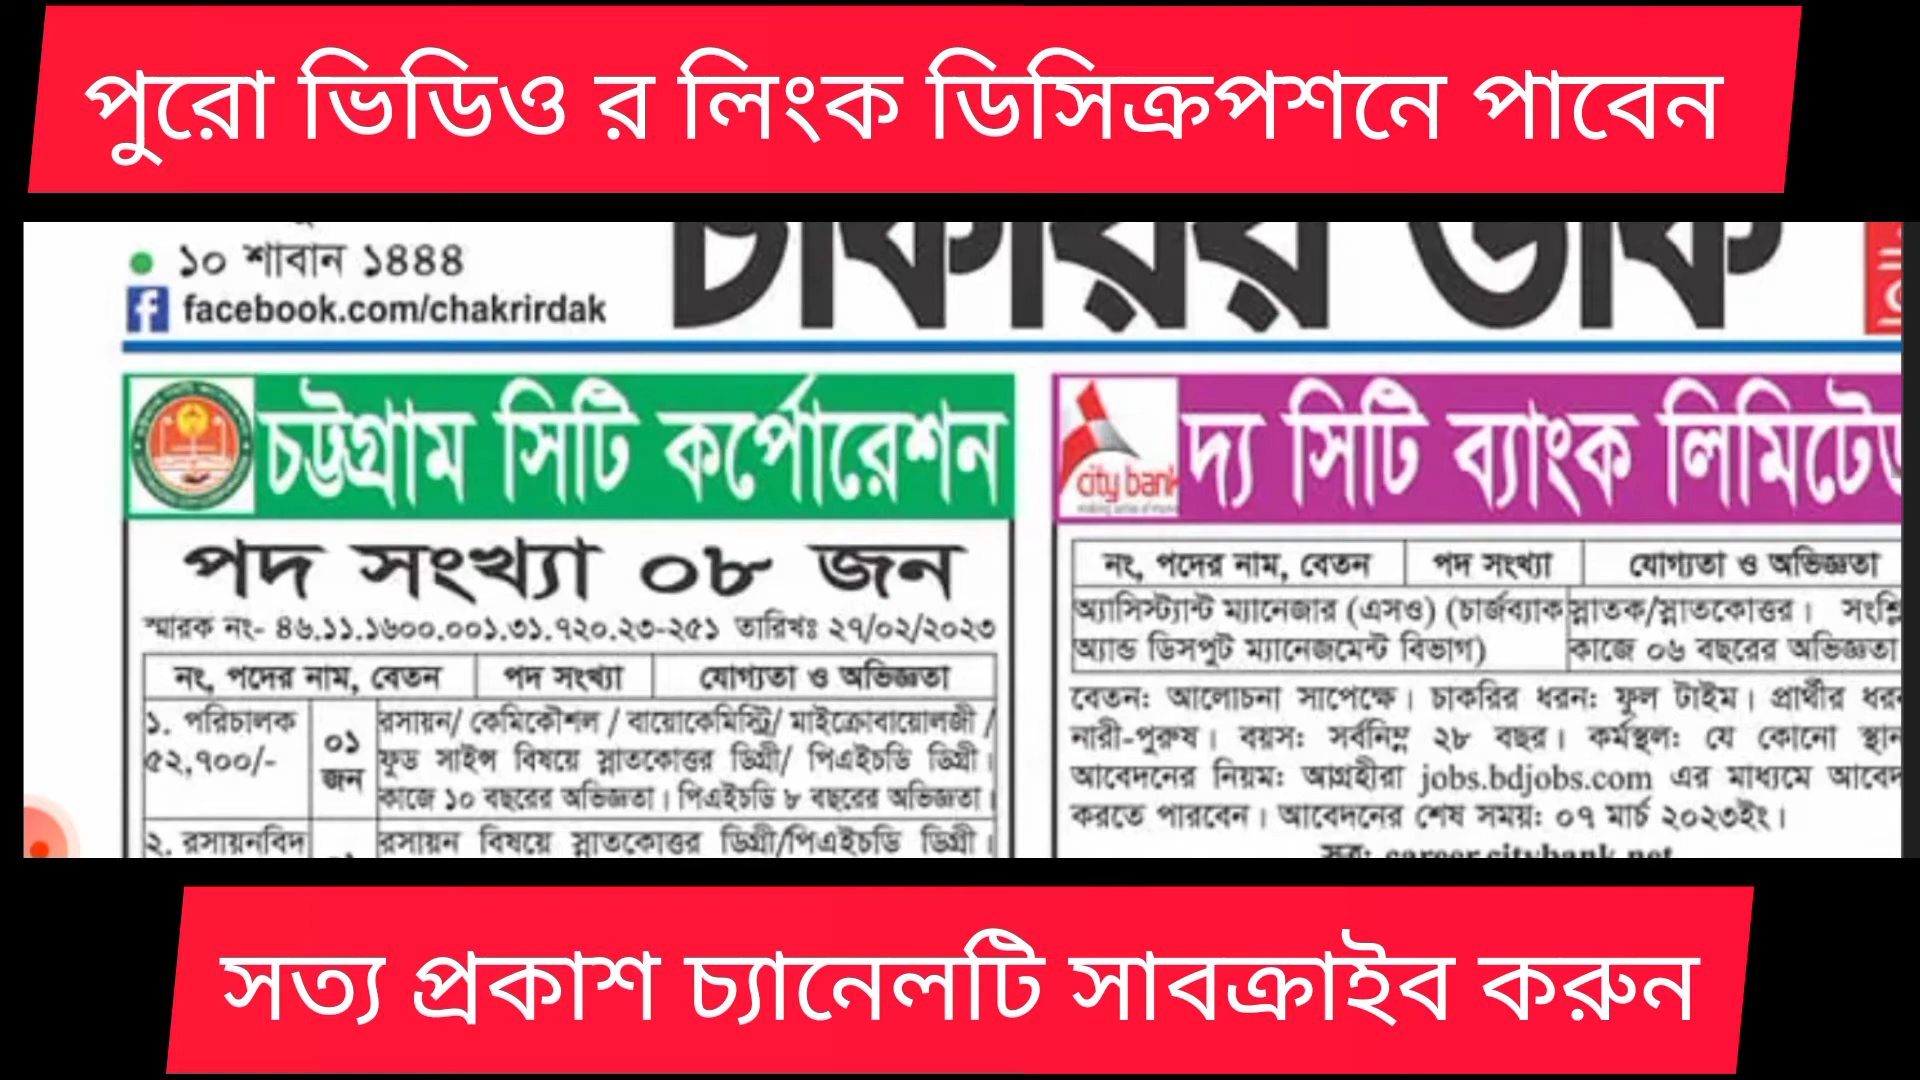 পুরো ভিডিও র লিংক ডিসিক্রপশনে পাবেন
১০ শাবান ১৪৪৪
facebook.com/chakrirdak
চাকরির ডাক
চট্টগ্রাম সিটি কর্পোরেশন
পদ সংখ্যা ০৮ জন
স্মারক নং- ৪৬.১১.১৬০০.০০১.৩১.৭২০.২৩-২৫১ তারিখঃ ২৭/০২/২০২৩
নং, পদের নাম, বেতন পদ সংখ্যা যোগ্যতা ও অভিজ্ঞতা
১. পরিচালক
৫২,৭০০/-
০১
জন
রসায়ন/ কেমিকৌশল / বায়োকেমিস্ট্রি/ মাইক্রোবায়োলজী /
ফুড সাইন্স বিষয়ে স্নাতকোত্তর ডিগ্রী/ পিএইচডি ডিগ্রী।
কাজে ১০ বছরের অভিজ্ঞতা। পিএইচডি ৮ বছরের অভিজ্ঞতা।
২. রসায়নবিদ
রসায়ন বিষয়ে স্নাতকোত্তর ডিগ্রী/পিএইচডি ডিগ্রী।
city bank
দ্য সিটি ব্যাংক লিমিটেড
নং, পদের নাম, বেতন পদ সংখ্যা যোগ্যতা ও অভিজ্ঞতা
অ্যাসিস্ট্যান্ট ম্যানেজার (এসও) (চার্জব্যাক
অ্যান্ড ডিসপুট ম্যানেজমেন্ট বিভাগ)
স্নাতক/স্নাতকোত্তর।
কাজে ০৬ বছরের অভিজ্ঞতা
বেতন: আলোচনা সাপেক্ষে। চাকরির ধরন: ফুল টাইম। প্রার্থীর
নারী-পুরুষ। বয়স: সর্বনিম্ন ২৮ বছর। কর্মস্থল: যে কোনো
আবেদনের নিয়ম: আগ্রহীরা jobs.bdjobs.com এর মাধ্যমে
করতে পারবেন। আবেদনের শেষ সময়: ০৭ মার্চ ২০২৩ইং।
সূত্র: career.citybank.net
সত্য প্রকাশ চ্যানেলটি সাবক্রাইব করুন